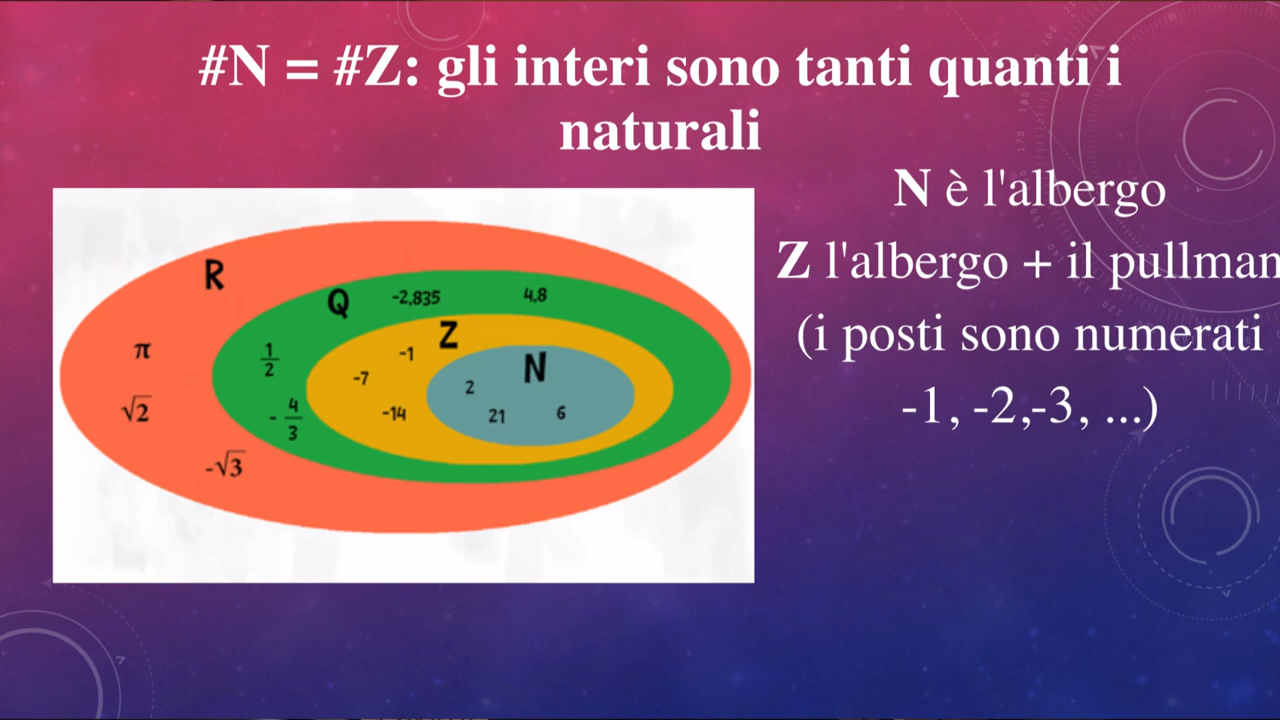 #N = #Z: gli interi sono tanti quanti i
naturali
N è l'albergo
Z l'albergo + il pullman
(i posti sono numerati
-1, -2,-3, ...)
R
Q
-2,835
4,8
Z
-1
N
π
1/2
-7
2
√2
- 4/3
-14
21
6
-√3